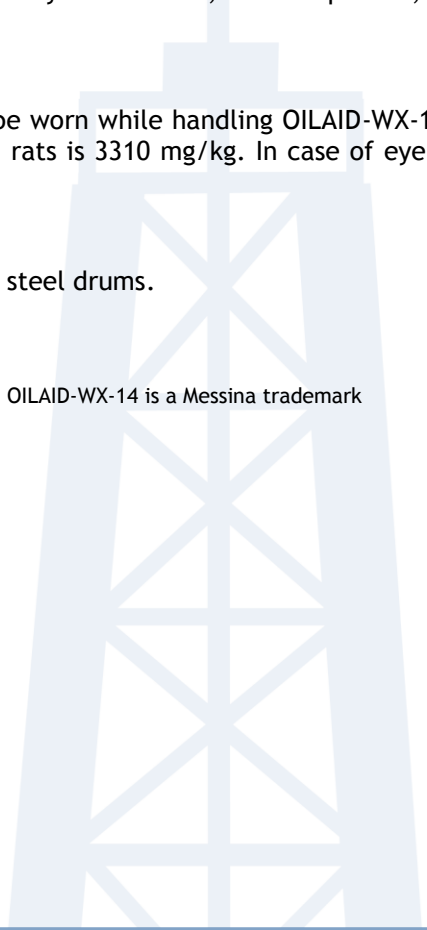 be worn while handling OILAID-WX-1
rats is 3310 mg/kg. In case of eye
steel drums.
OILAID-WX-14 is a Messina trademark